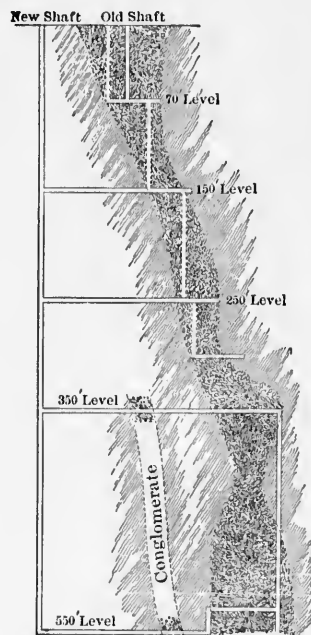 New Shaft Old Shaft
70' Level
150' Level
250' Level
350' Level
Conglomerate
550' Level